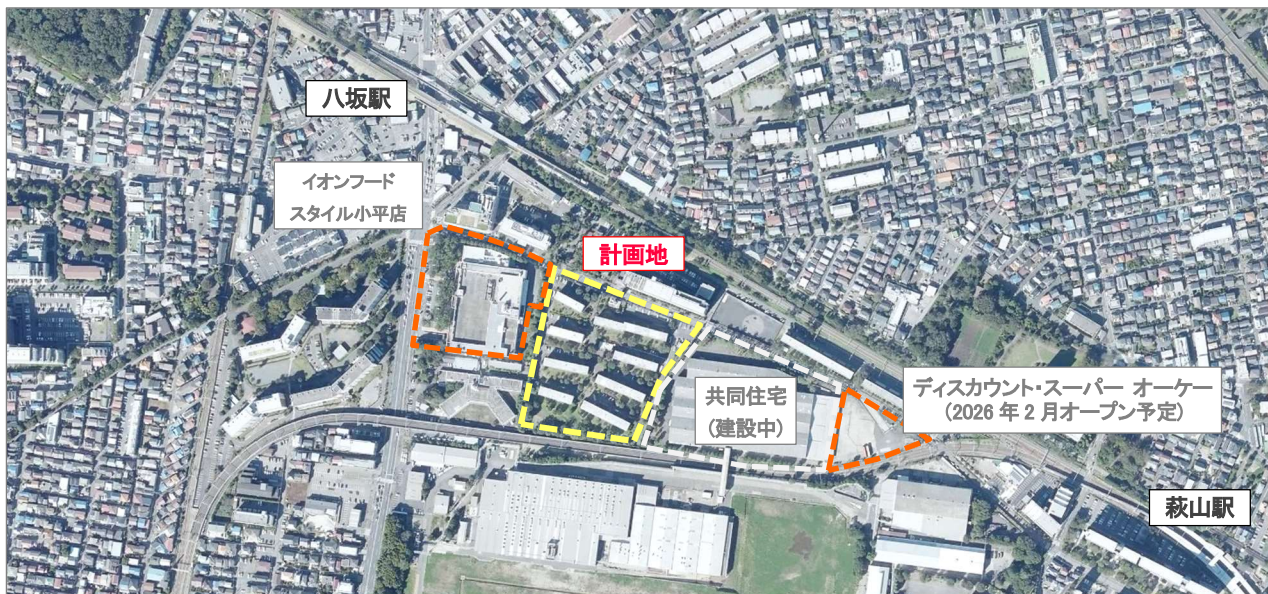 八坂駅
イオンフード
スタイル小平店
計画地
共同住宅
(建設中)
ディスカウント・スーパー オーケー
(2026 年 2 月オープン予定)
萩山駅